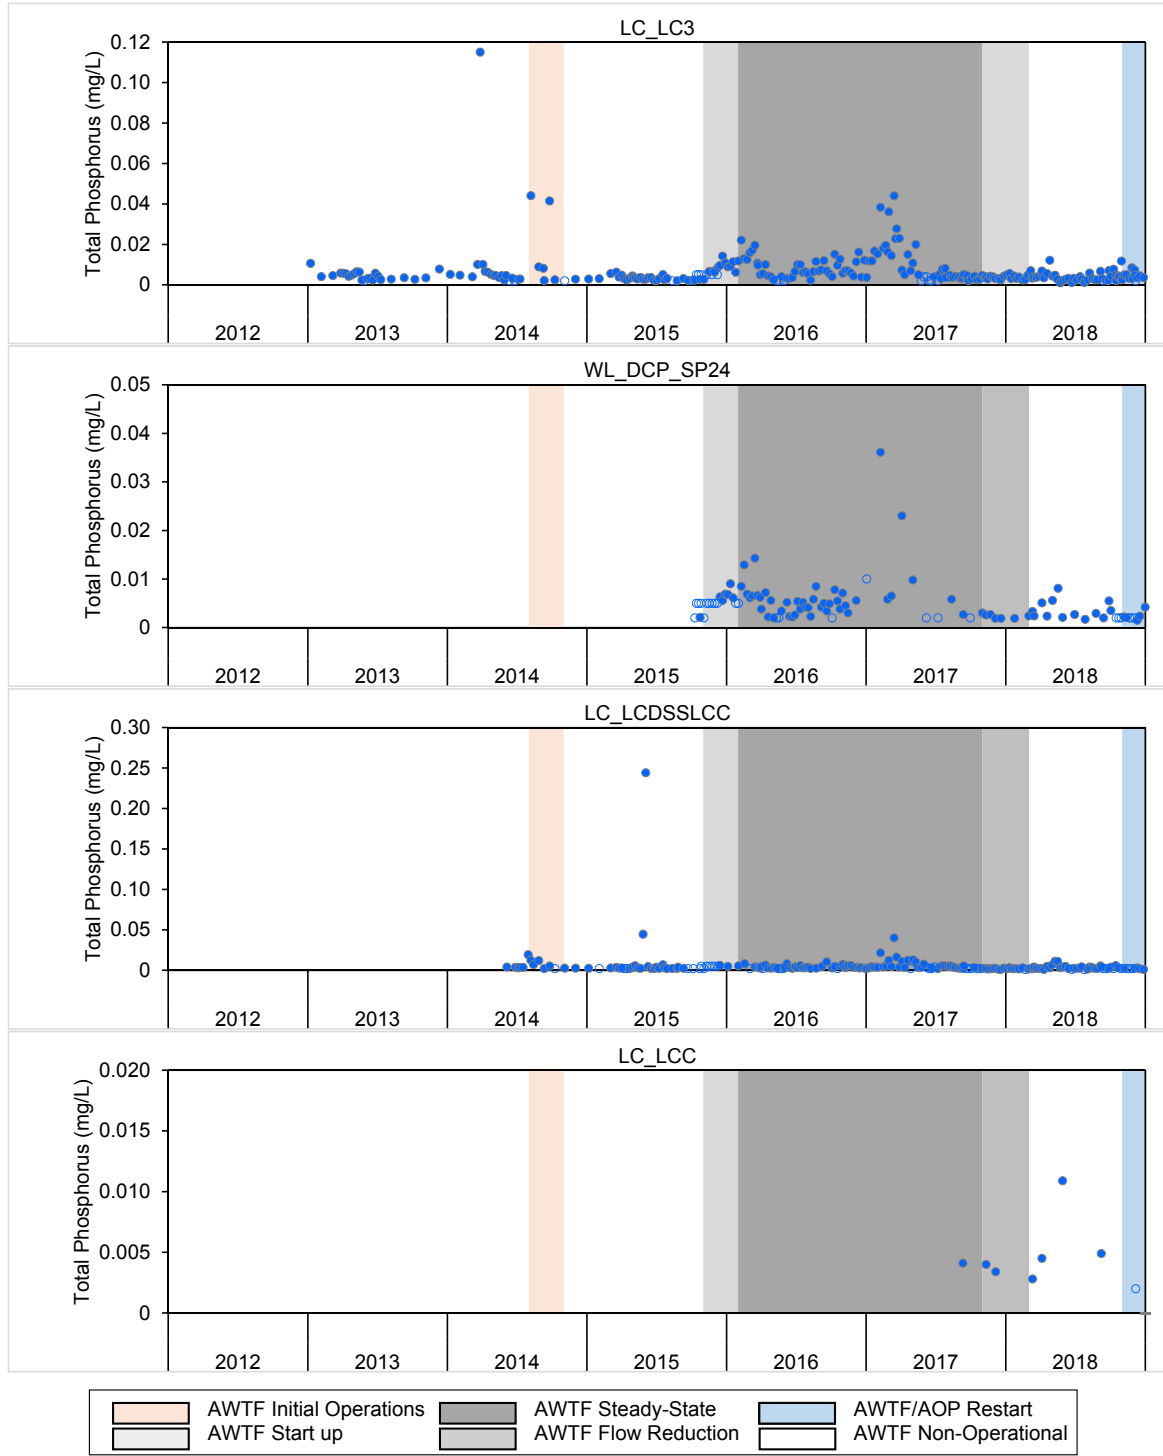 LC_LC3
Total Phosphorus (mg/L)
0.12
0.10
0.08
0.06
0.04
0.02
0
2012 2013 2014 2015 2016 2017 2018
WL_DCP_SP24
Total Phosphorus (mg/L)
0.05
0.04
0.03
0.02
0.01
0
2012 2013 2014 2015 2016 2017 2018
LC_LCDSSLCC
Total Phosphorus (mg/L)
0.30
0.25
0.20
0.15
0.10
0.05
0
2012 2013 2014 2015 2016 2017 2018
LC_LCC
Total Phosphorus (mg/L)
0.020
0.015
0.010
0.005
0
2012 2013 2014 2015 2016 2017 2018
AWTF Initial Operations AWTF Steady-State AWTF/AOP Restart
AWTF Start up AWTF Flow Reduction AWTF Non-Operational